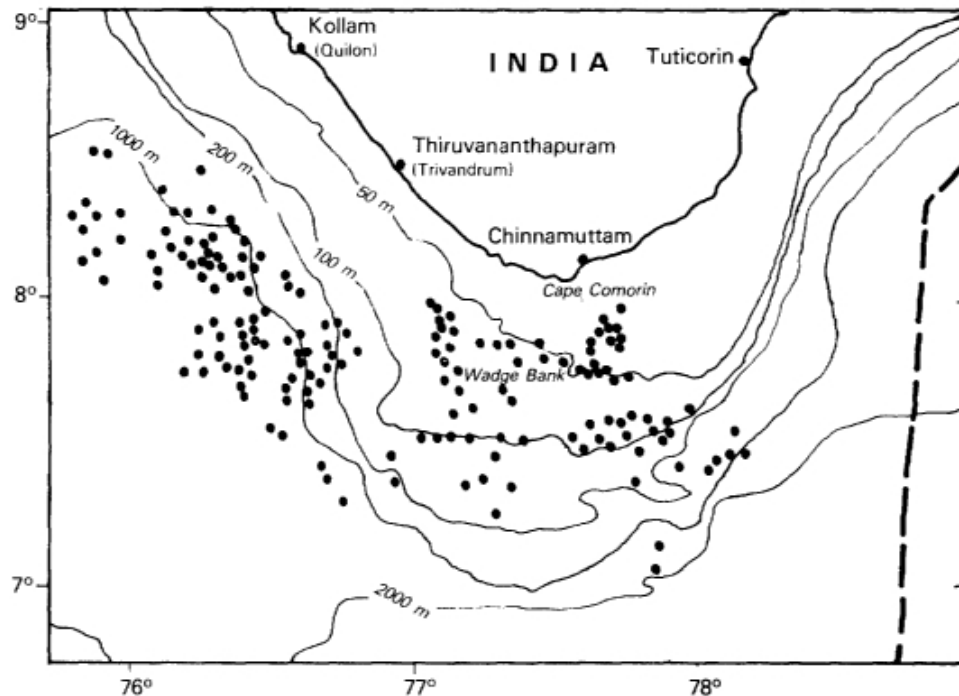 9°
Kollam
(Quilon)
INDIA
Tuticorin
1000 m
200 m
Thiruvananthapuram
(Trivandrum)
50 m
Chinnamuttam
100 m
8°
Cape Comorin
Wadge Bank
7°
2000 m
76°
77°
78°